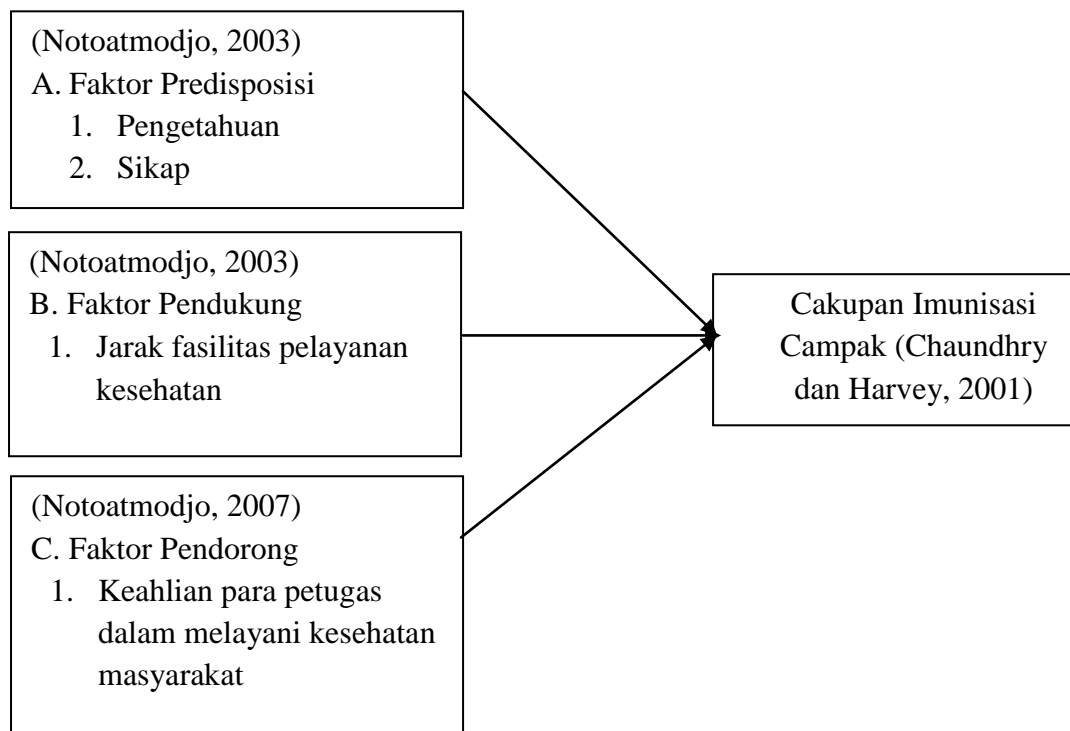 (Notoatmodjo, 2003)
A. Faktor Predisposisi
1. Pengetahuan
2. Sikap
(Notoatmodjo, 2003)
B. Faktor Pendukung
1. Jarak fasilitas pelayanan
kesehatan
(Notoatmodjo, 2007)
C. Faktor Pendorong
1. Keahlian para petugas
dalam melayani kesehatan
masyarakat
Cakupan Imunisasi
Campak (Chaundhry
dan Harvey, 2001)